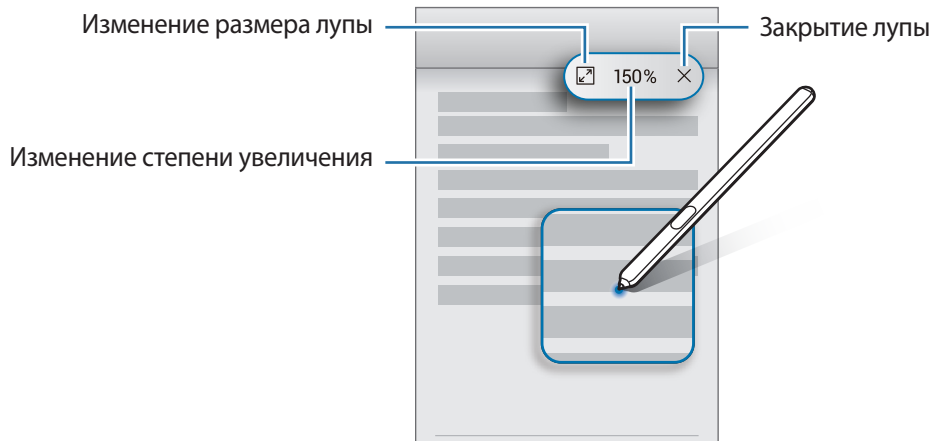 Изменение размера лупы
Закрытие лупы
150%
Изменение степени увеличения